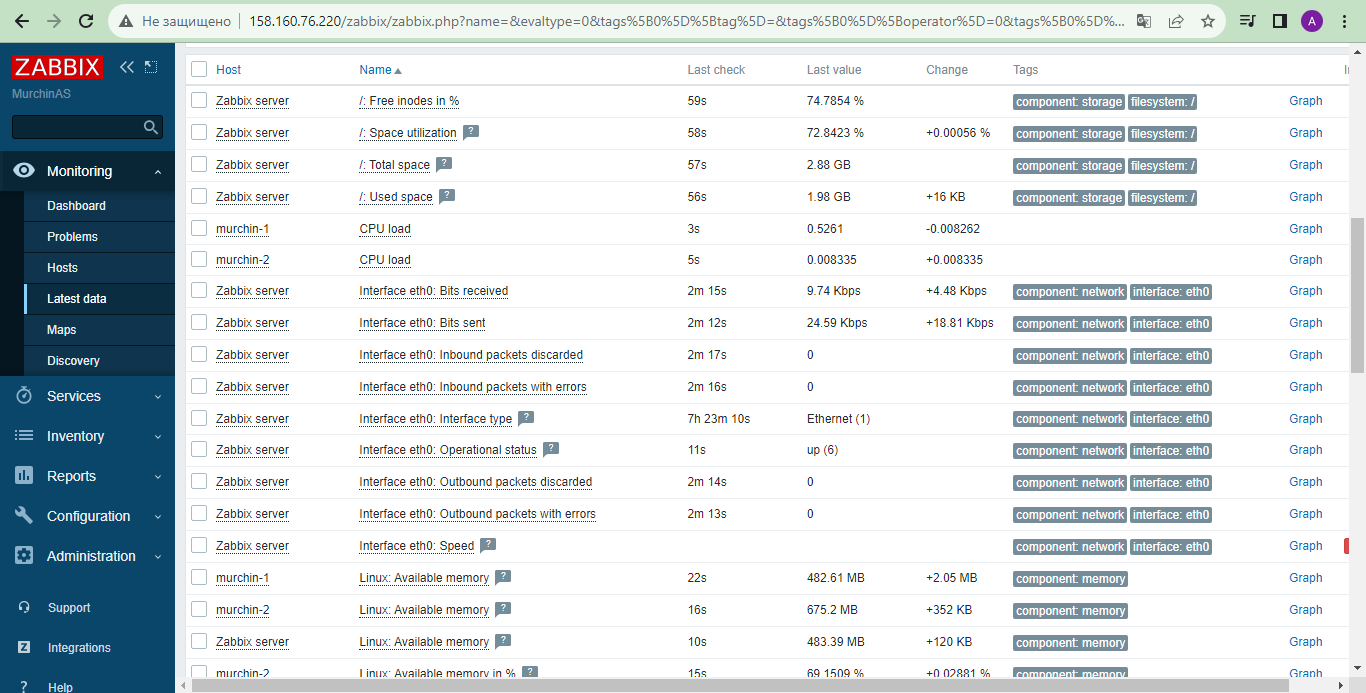 Не защищено 158.160.76.220/zabbix/zabbix.php?name=&evaltype=0&tags%5B0%5D%5Btag%5D=&tags%5B0%5D%5Boperator%5D=0&tags%5B0%5D%5... A
ZABBIX
MurchinAS
Monitoring
Dashboard
Problems
Hosts
Latest data
Maps
Discovery
Services
Inventory
Reports
Configuration
Administration
Support
Z Integrations
? Help
Host Name Last check Last value Change Tags
Zabbix server /: Free inodes in % 59s 74.7854 % component: storage filesystem: / Graph
Zabbix server /: Space utilization ? 58s 72.8423 % +0.00056 % component: storage filesystem: / Graph
Zabbix server /: Total space ? 57s 2.88 GB component: storage filesystem: / Graph
Zabbix server /: Used space ? 56s 1.98 GB +16 KB component: storage filesystem: / Graph
murchin-1 CPU load 3s 0.5261 -0.008262 Graph
murchin-2 CPU load 5s 0.008335 +0.008335 Graph
Zabbix server Interface eth0: Bits received 2m 15s 9.74 Kbps +4.48 Kbps component: network interface: eth0 Graph
Zabbix server Interface eth0: Bits sent 2m 12s 24.59 Kbps +18.81 Kbps component: network interface: eth0 Graph
Zabbix server Interface eth0: Inbound packets discarded 2m 17s 0 component: network interface: eth0 Graph
Zabbix server Interface eth0: Inbound packets with errors 2m 16s 0 component: network interface: eth0 Graph
Zabbix server Interface eth0: Interface type ? 7h 23m 10s Ethernet (1) component: network interface: eth0 Graph
Zabbix server Interface eth0: Operational status ? 11s up (6) component: network interface: eth0 Graph
Zabbix server Interface eth0: Outbound packets discarded 2m 14s 0 component: network interface: eth0 Graph
Zabbix server Interface eth0: Outbound packets with errors 2m 13s 0 component: network interface: eth0 Graph
Zabbix server Interface eth0: Speed ? component: network interface: eth0 Graph
murchin-1 Linux: Available memory ? 22s 482.61 MB +2.05 MB component: memory Graph
murchin-2 Linux: Available memory ? 16s 675.2 MB +352 KB component: memory Graph
Zabbix server Linux: Available memory ? 10s 483.39 MB +120 KB component: memory Graph
murchin-2 Linux: Available memory in % ? 15s 69.1509 % +0.02881 % component: memory Graph